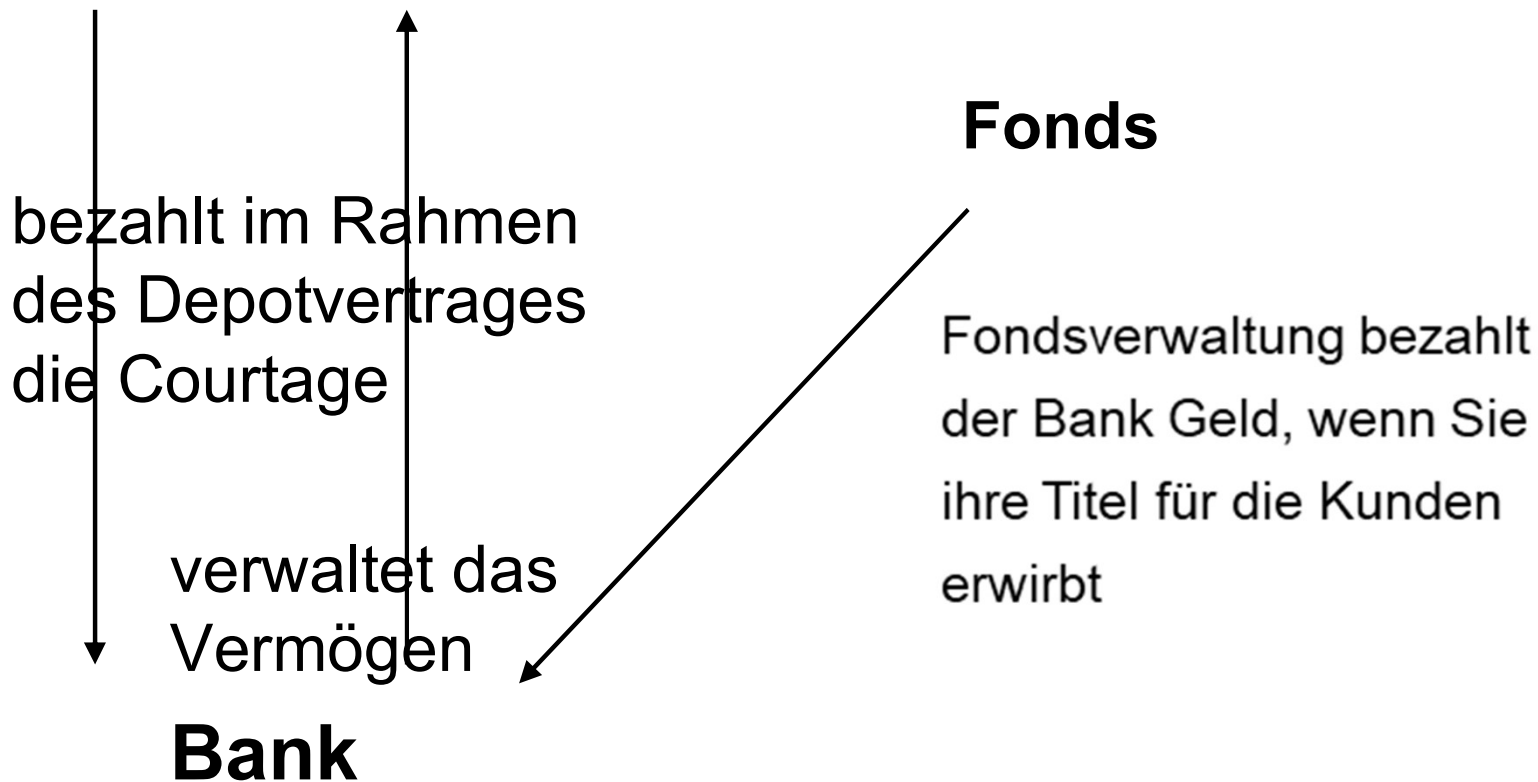 Fonds
bezahlt im Rahmen
des Depotvertrages
die Courtage
Fondsverwaltung bezahlt
der Bank Geld, wenn Sie
ihre Titel für die Kunden
erwirbt
verwaltet das
Vermögen
Bank